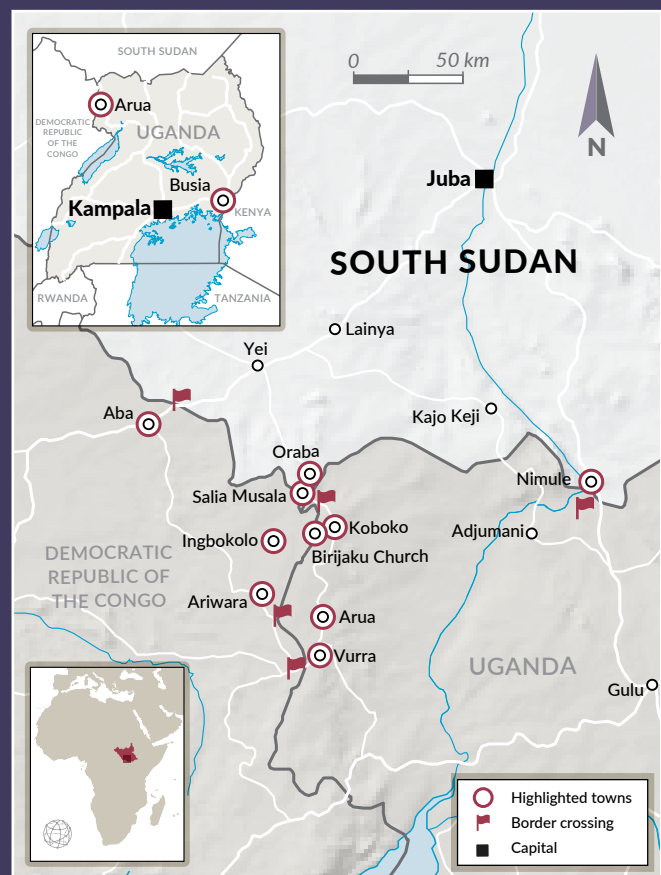 SOUTH SUDAN
Arua
DEMOCRATIC
REPUBLIC
OF THE
CONGO
UGANDA
Busia
Kampala
KENYA
RWANDA
TANZANIA
0 50 km
N
Juba
SOUTH SUDAN
Lainya
Yei
Kajo Keji
Aba
Oraba
Salia Musala
Nimule
Koboko
Adjumani
Ingbokolo
Birijaku Church
DEMOCRATIC
REPUBLIC OF
THE CONGO
Ariwara
Arua
Vurra
UGANDA
Gulu
Highlighted towns
Border crossing
Capital